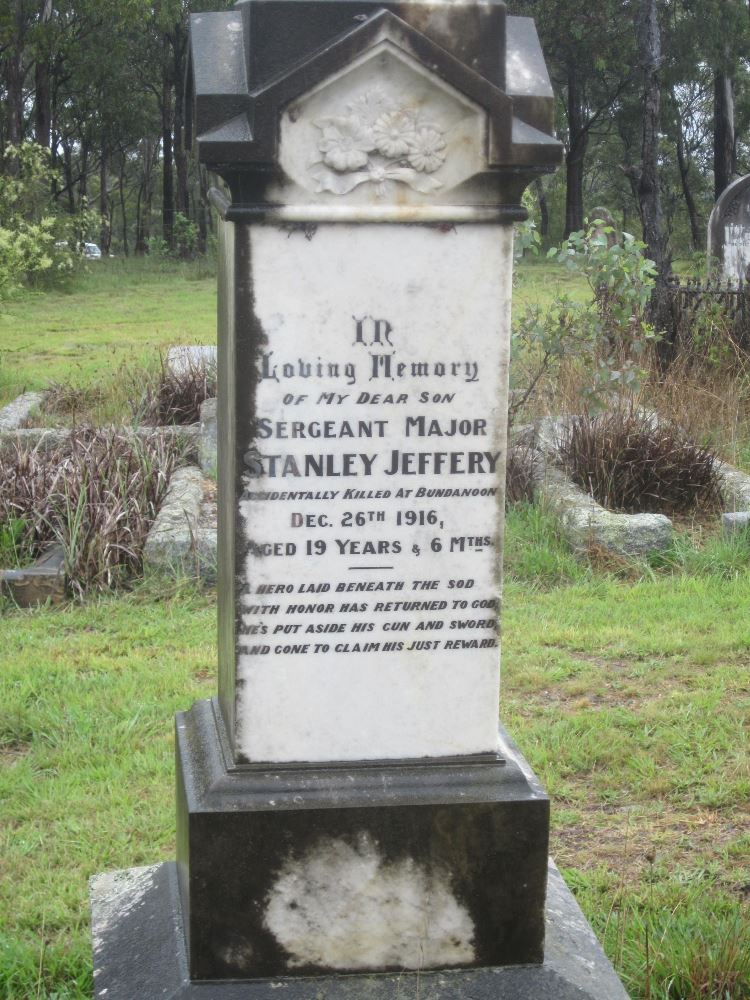 In
Loving Memory
OF MY DEAR SON
SERGEANT MAJOR
STANLEY JEFFERY
ACCIDENTALLY KILLED AT BUNDANOON
DEC. 26TH 1916,
AGED 19 YEARS & 6 MTHS.
A HERO LAID BENEATH THE SOD
WITH HONOR HAS RETURNED TO GOD,
HE'S PUT ASIDE HIS GUN AND SWORD,
AND GONE TO CLAIM HIS JUST REWARD.